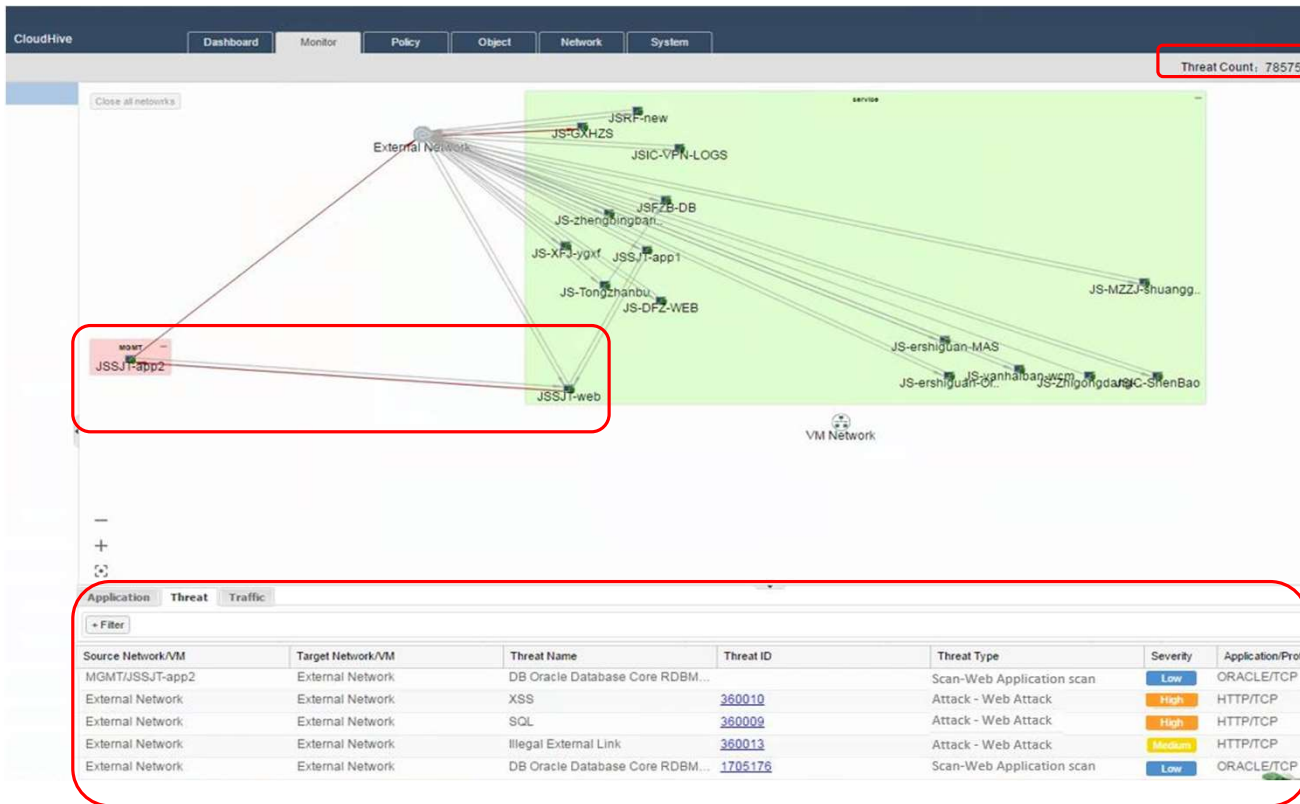 CloudHive
Dashboard Monitor Policy Object Network System
Threat Count: 78575
Close all netowrks
service
External Network
JSRF-new
JS-GXHZS
JSIC-VPN-LOGS
JSFZB-DB
JS-zhengbingban...
JS-XFJ-ygxf
JSSJT-app1
JS-Tongzhanbu
JS-DFZ-WEB
JS-MZZJ-shuangg..
MGMT
JSSJT-app2
JSSJT-web
JS-ershiguan-MAS
JS-yanhaiban-wcm
JSIC-ShenBao
VM Network
Application Threat Traffic
+ Filter
Source Network/VM Target Network/VM Threat Name Threat ID Threat Type Severity Application/Prot
MGMT/JSSJT-app2 External Network DB Oracle Database Core RDBM... Scan-Web Application scan Low ORACLE/TCP
External Network External Network XSS 360010 Attack - Web Attack High HTTP/TCP
External Network External Network SQL 360009 Attack - Web Attack High HTTP/TCP
External Network External Network Illegal External Link 360013 Attack - Web Attack Medium HTTP/TCP
External Network External Network DB Oracle Database Core RDBM... 1705176 Scan-Web Application scan Low ORACLE/TCP